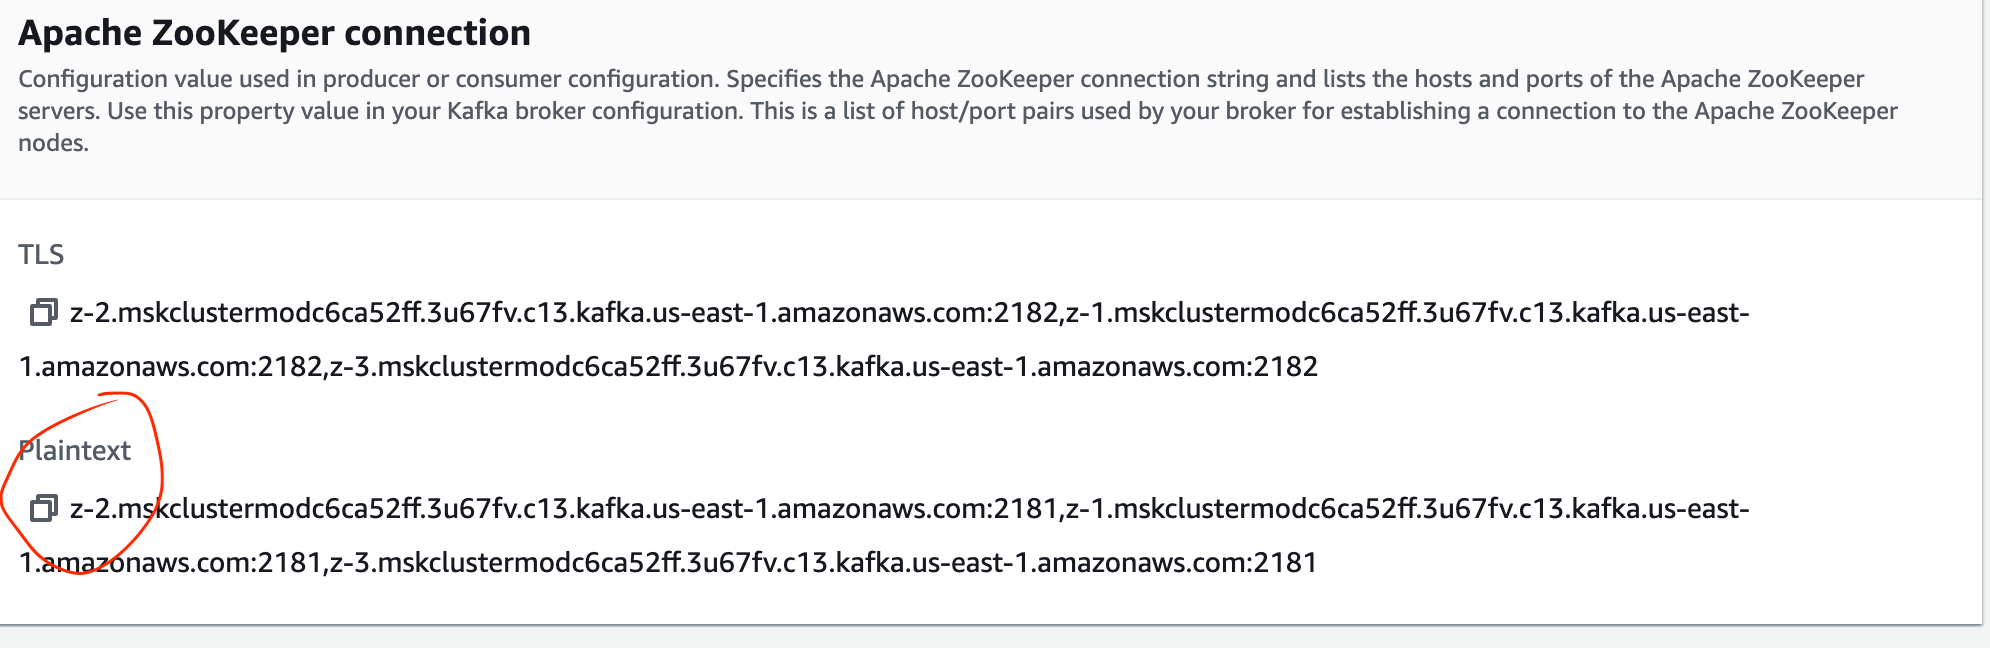 Apache ZooKeeper connection
Configuration value used in producer or consumer configuration. Specifies the Apache ZooKeeper connection string and lists the hosts and ports of the Apache ZooKeeper
servers. Use this property value in your Kafka broker configuration. This is a list of host/port pairs used by your broker for establishing a connection to the Apache ZooKeeper
nodes.
TLS
z-2.mskclustermodc6ca52ff.3u67fv.c13.kafka.us-east-1.amazonaws.com:2182,z-1.mskclustermodc6ca52ff.3u67fv.c13.kafka.us-east-
1.amazonaws.com:2182,z-3.mskclustermodc6ca52ff.3u67fv.c13.kafka.us-east-1.amazonaws.com:2182
Plaintext
z-2.mskclustermodc6ca52ff.3u67fv.c13.kafka.us-east-1.amazonaws.com:2181,z-1.mskclustermodc6ca52ff.3u67fv.c13.kafka.us-east-
1.amazonaws.com:2181,z-3.mskclustermodc6ca52ff.3u67fv.c13.kafka.us-east-1.amazonaws.com:2181